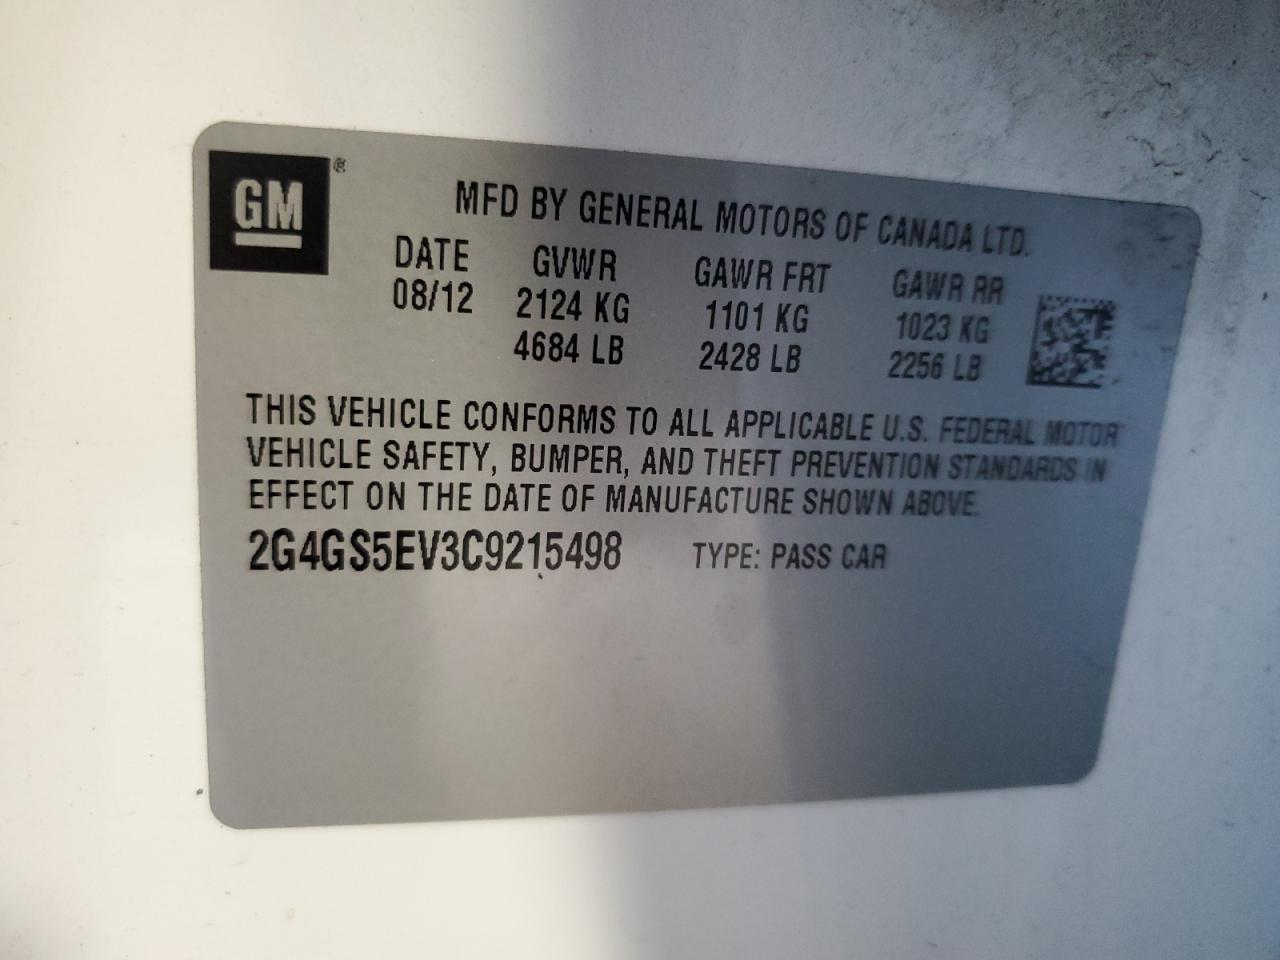 GM ®
MFD BY GENERAL MOTORS OF CANADA LTD.
DATE GVWR GAWR FRT GAWR RR
08/12 2124 KG 1101 KG 1023 KG
4684 LB 2428 LB 2256 LB
THIS VEHICLE CONFORMS TO ALL APPLICABLE U.S. FEDERAL MOTOR
VEHICLE SAFETY, BUMPER, AND THEFT PREVENTION STANDARDS IN
EFFECT ON THE DATE OF MANUFACTURE SHOWN ABOVE.
2G4GS5EV3C9215498 TYPE: PASS CAR